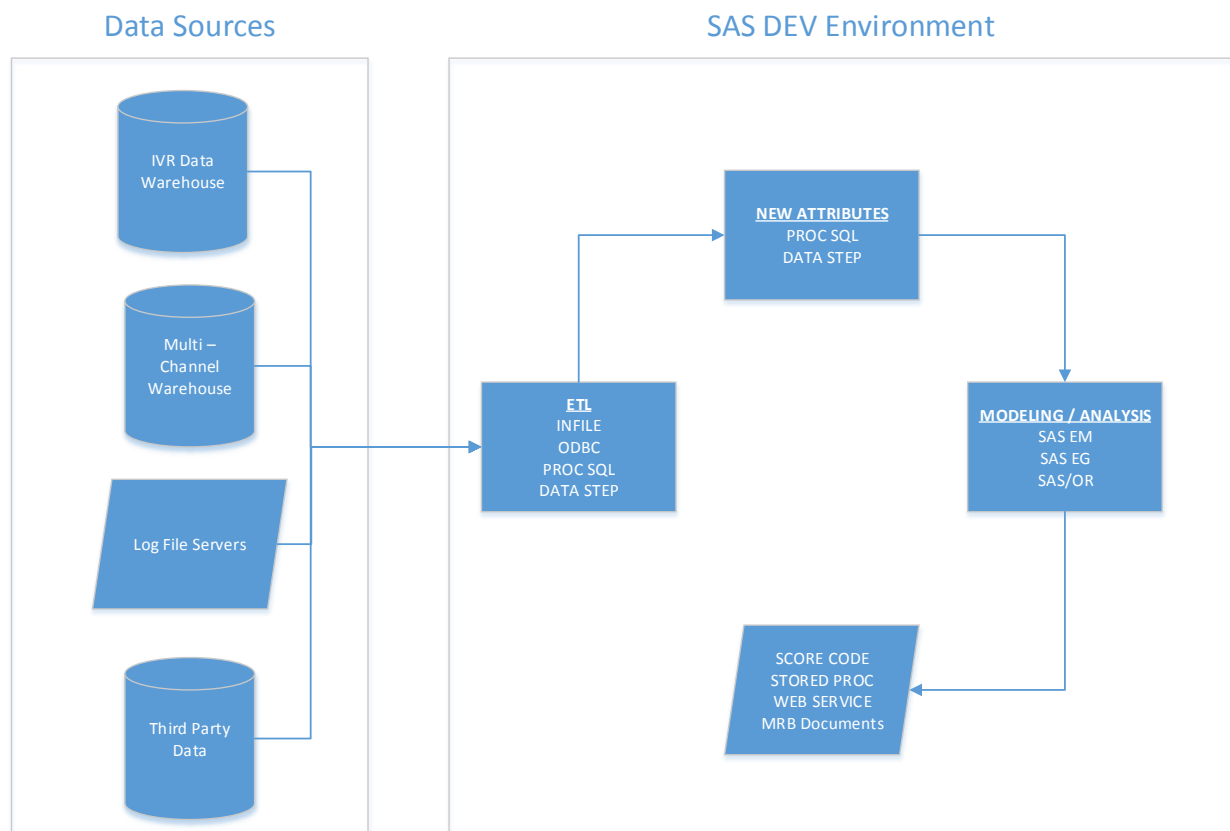 Data Sources
SAS DEV Environment
IVR Data
Warehouse
Multi –
Channel
Warehouse
Log File Servers
Third Party
Data
ETL
INFILE
ODBC
PROC SQL
DATA STEP
NEW ATTRIBUTES
PROC SQL
DATA STEP
MODELING / ANALYSIS
SAS EM
SAS EG
SAS/OR
SCORE CODE
STORED PROC
WEB SERVICE
MRB Documents